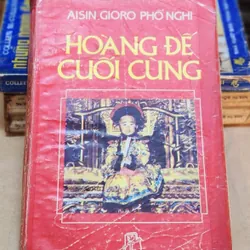 AISIN GIORO PHỔ NGHI
HOÀNG ĐẾ
CUỐI CÙNG